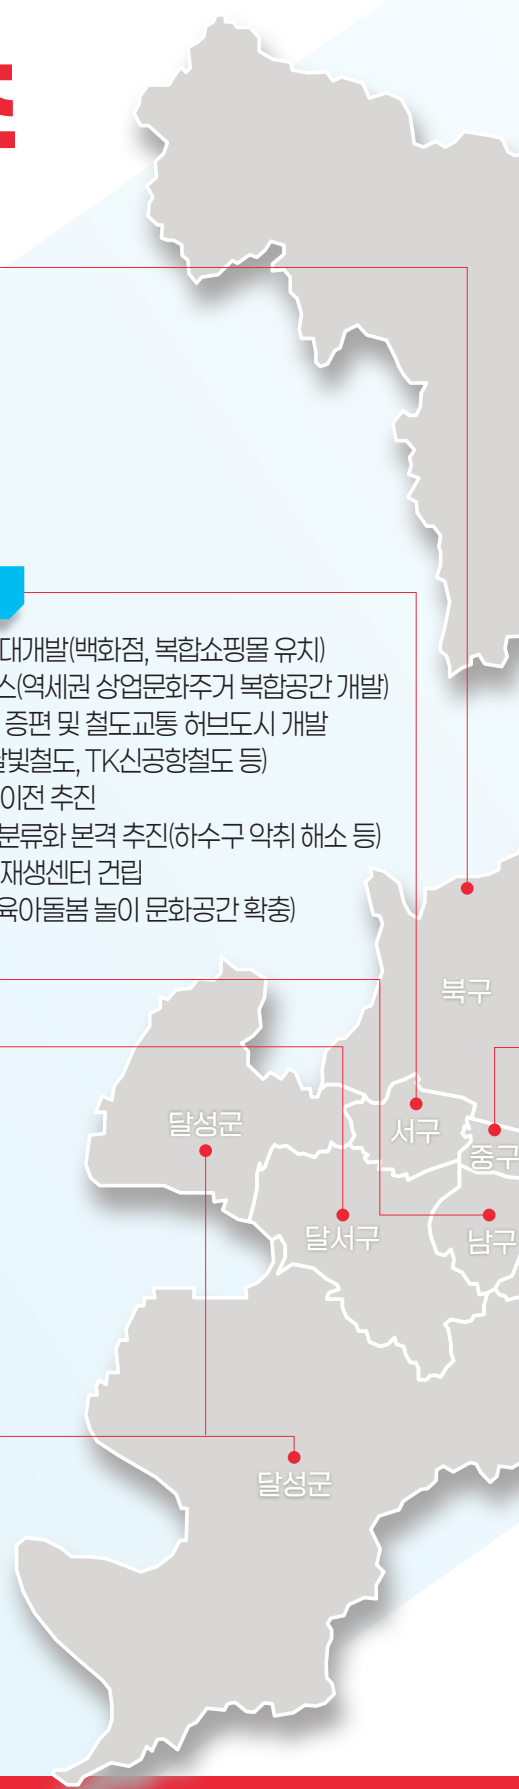 대개발(백화점, 복합쇼핑몰 유치)
스(역세권 상업문화주거 복합공간 개발)
증편 및 철도교통 허브도시 개발
달빛철도, TK신공항철도 등)
이전 추진
분류화 본격 추진(하수구 악취 해소 등)
재생센터 건립
육아돌봄 놀이 문화공간 확충)
북구
달성군
서구
중구
달서구
남구
달성군